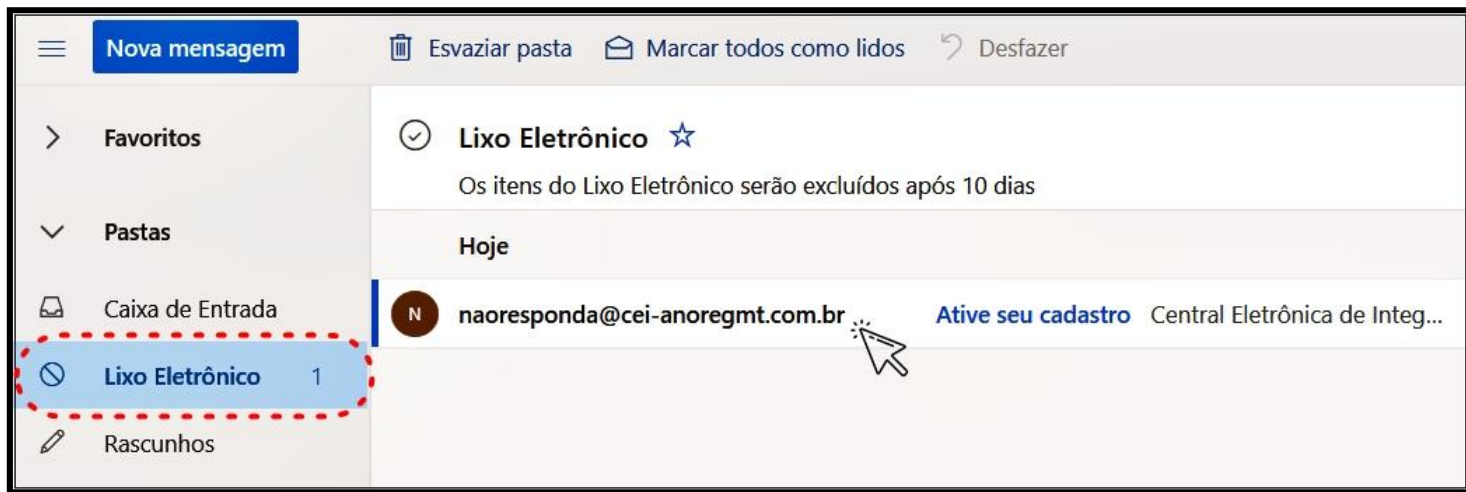 Nova mensagem
Esvaziar pasta Marcar todos como lidos Desfazer
Favoritos
Lixo Eletrônico
Os itens do Lixo Eletrônico serão excluídos após 10 dias
Pastas
Hoje
Caixa de Entrada
N naoresponda@cei-anoregmt.com.br Ative seu cadastro Central Eletrônica de Integ...
Lixo Eletrônico 1
Rascunhos